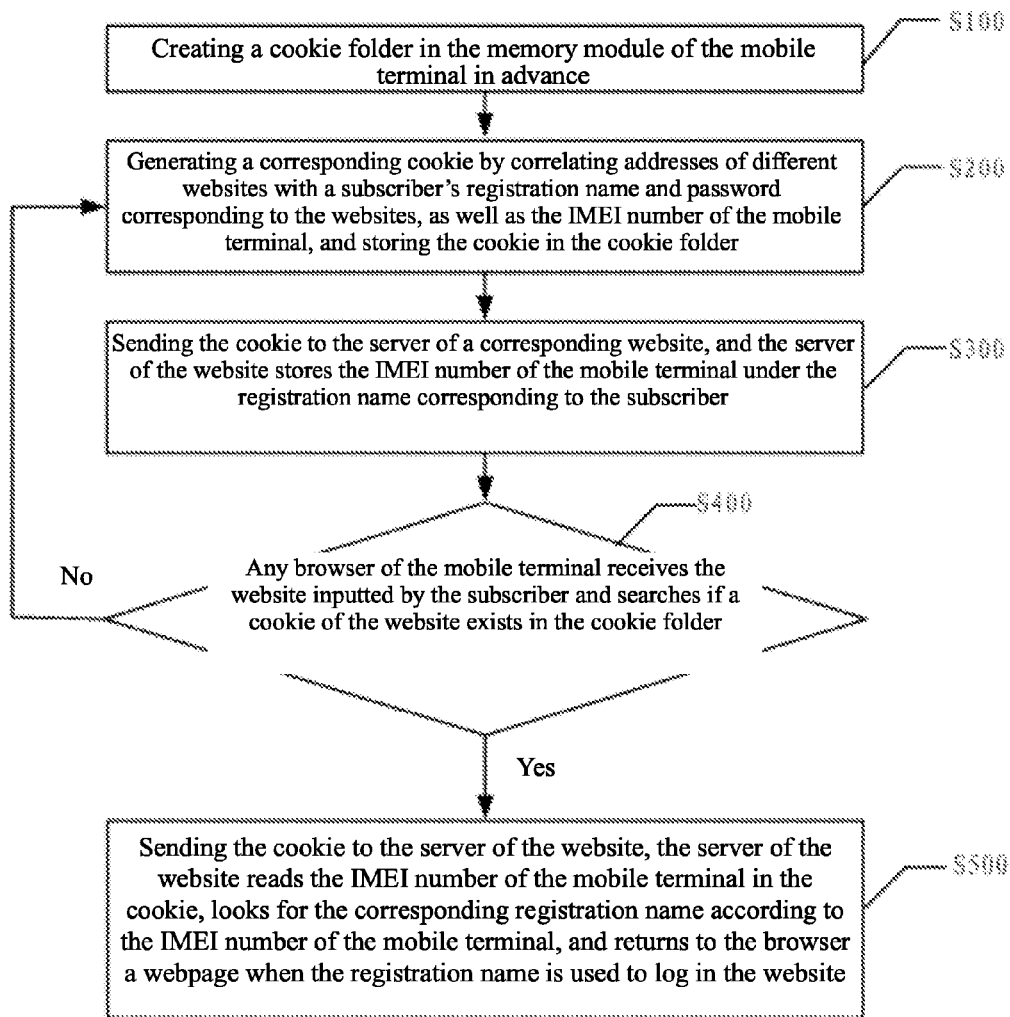 S100
Creating a cookie folder in the memory module of the mobile
terminal in advance
S200
Generating a corresponding cookie by correlating addresses of different
websites with a subscriber's registration name and password
corresponding to the websites, as well as the IMEI number of the mobile
terminal, and storing the cookie in the cookie folder
S300
Sending the cookie to the server of a corresponding website, and the server
of the website stores the IMEI number of the mobile terminal under the
registration name corresponding to the subscriber
S400
No
Any browser of the mobile terminal receives the
website inputted by the subscriber and searches if a
cookie of the website exists in the cookie folder
Yes
S500
Sending the cookie to the server of the website, the server of the
website reads the IMEI number of the mobile terminal in the
cookie, looks for the corresponding registration name according to
the IMEI number of the mobile terminal, and returns to the browser
a webpage when the registration name is used to log in the website